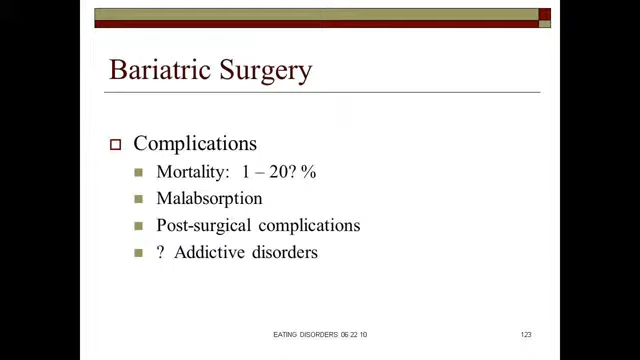 Bariatric Surgery
Complications
Mortality: 1 – 20? %
Malabsorption
Post-surgical complications
? Addictive disorders
EATING DISORDERS 06 22 10
123